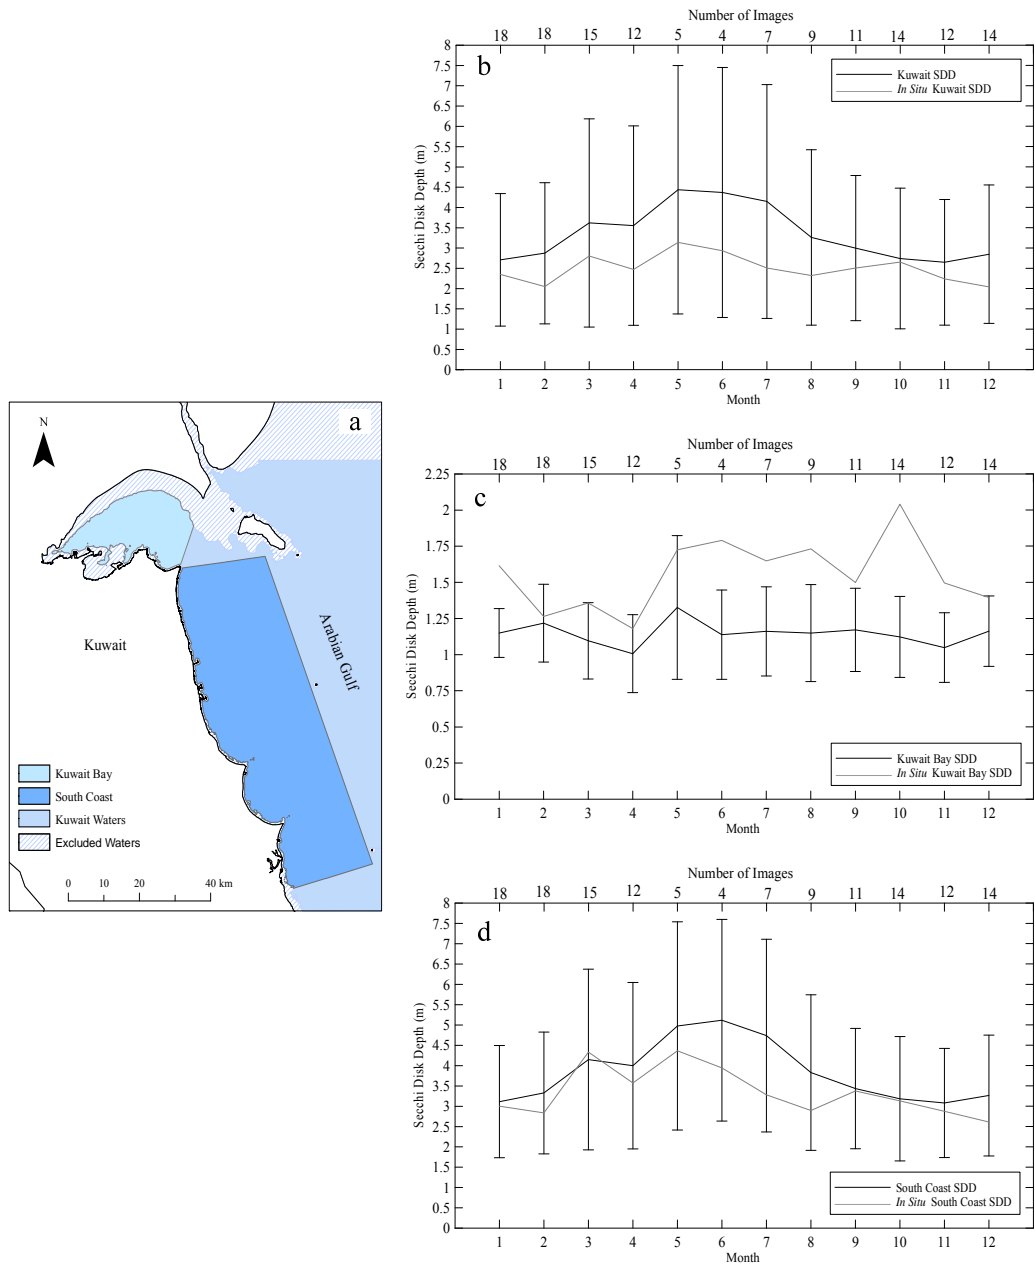 a
N
Kuwait
Arabian Gulf
Kuwait Bay
South Coast
Kuwait Waters
Excluded Waters
0 10 20 40 km
Number of Images
18 18 15 12 5 4 7 9 11 14 12 14
b
Kuwait SDD
In Situ Kuwait SDD
Secchi Disk Depth (m)
8
7.5
7
6.5
6
5.5
5
4.5
4
3.5
3
2.5
2
1.5
1
0.5
0
1 2 3 4 5 6 7 8 9 10 11 12
Month
Number of Images
18 18 15 12 5 4 7 9 11 14 12 14
c
Secchi Disk Depth (m)
2.25
2
1.75
1.5
1.25
1
0.75
0.5
0.25
0
Kuwait Bay SDD
In Situ Kuwait Bay SDD
1 2 3 4 5 6 7 8 9 10 11 12
Month
Number of Images
18 18 15 12 5 4 7 9 11 14 12 14
d
Secchi Disk Depth (m)
8
7.5
7
6.5
6
5.5
5
4.5
4
3.5
3
2.5
2
1.5
1
0.5
0
South Coast SDD
In Situ South Coast SDD
1 2 3 4 5 6 7 8 9 10 11 12
Month